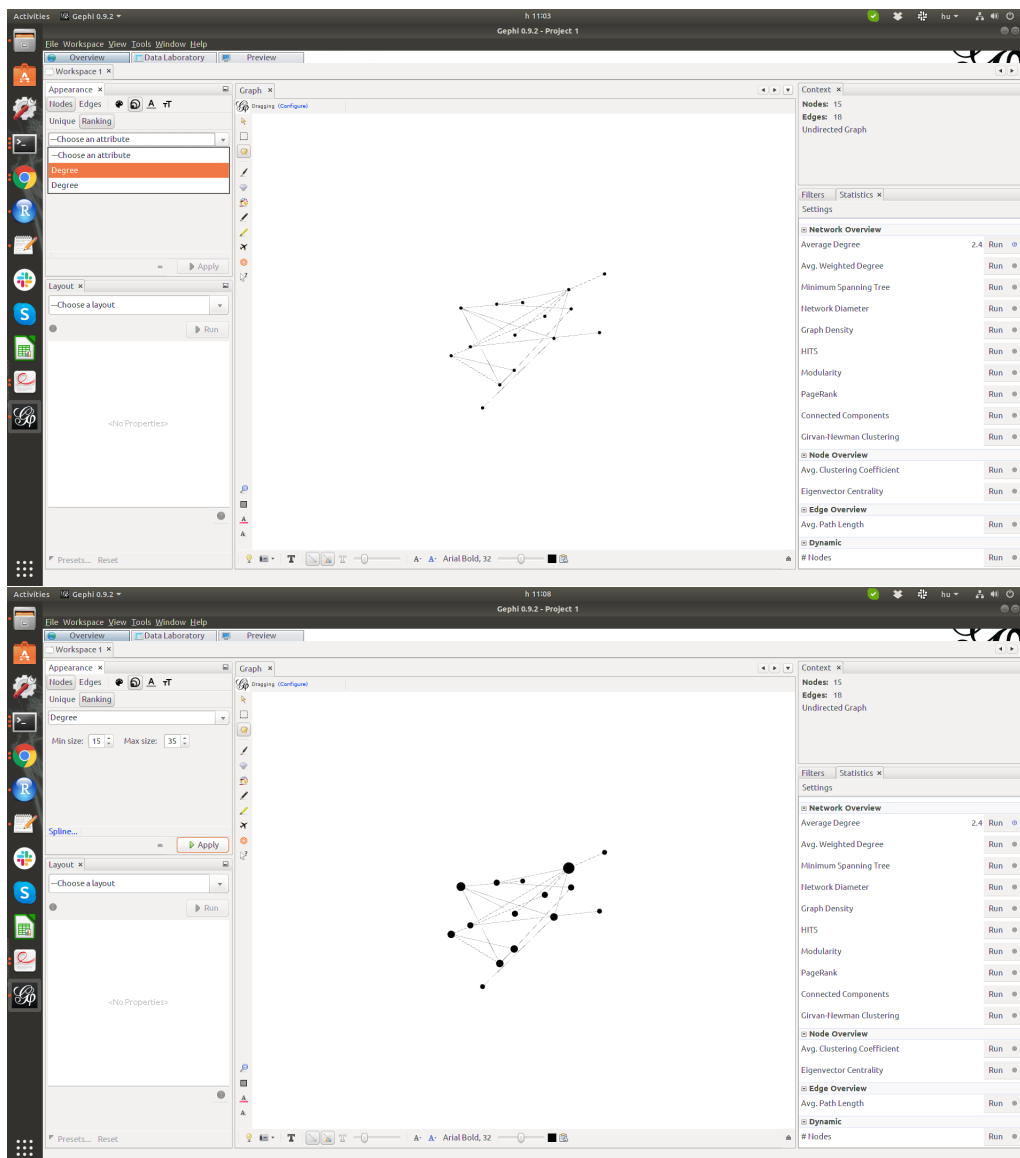 Activities Gephi 0.9.2 h 11:03 hu
Gephi 0.9.2 - Project 1
File Workspace View Tools Window Help
Overview Data Laboratory Preview
Workspace 1 ×
Appearance × Graph × Context ×
Nodes Edges A TT Dragging (Configure) Nodes: 15
Edges: 18
Unique Ranking Undirected Graph
---Choose an attribute
---Choose an attribute
Degree
Degree
Filters Statistics ×
Settings
Network Overview
Average Degree 2.4 Run
Apply
Avg. Weighted Degree Run
Layout ×
Minimum Spanning Tree Run
---Choose a layout
Network Diameter Run
Run
Graph Density Run
HITS Run
Modularity Run
PageRank Run
Connected Components Run
<No Properties>
Girvan-Newman Clustering Run
Node Overview
Avg. Clustering Coefficient Run
Eigenvector Centrality Run
Edge Overview
Avg. Path Length Run
Dynamic
Presets... Reset T T A- A- Arial Bold, 32 # Nodes Run
Activities Gephi 0.9.2 h 11:08 hu
Gephi 0.9.2 - Project 1
File Workspace View Tools Window Help
Overview Data Laboratory Preview
Workspace 1 ×
Appearance × Graph × Context ×
Nodes Edges A TT Dragging (Configure) Nodes: 15
Edges: 18
Unique Ranking Undirected Graph
Degree
Min size: 15 Max size: 35
Filters Statistics ×
Settings
Network Overview
Spline...
Average Degree 2.4 Run
Apply
Avg. Weighted Degree Run
Layout ×
Minimum Spanning Tree Run
---Choose a layout
Network Diameter Run
Run
Graph Density Run
HITS Run
Modularity Run
PageRank Run
Connected Components Run
<No Properties>
Girvan-Newman Clustering Run
Node Overview
Avg. Clustering Coefficient Run
Eigenvector Centrality Run
Edge Overview
Avg. Path Length Run
Dynamic
Presets... Reset T T A- A- Arial Bold, 32 # Nodes Run